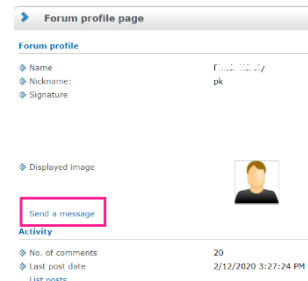 Forum profile page
Forum profile
Name
Nickname: pk
Signature
Displayed image
Send a message
Activity
No. of comments 20
Last post date 2/12/2020 3:27:24 PM
List posts